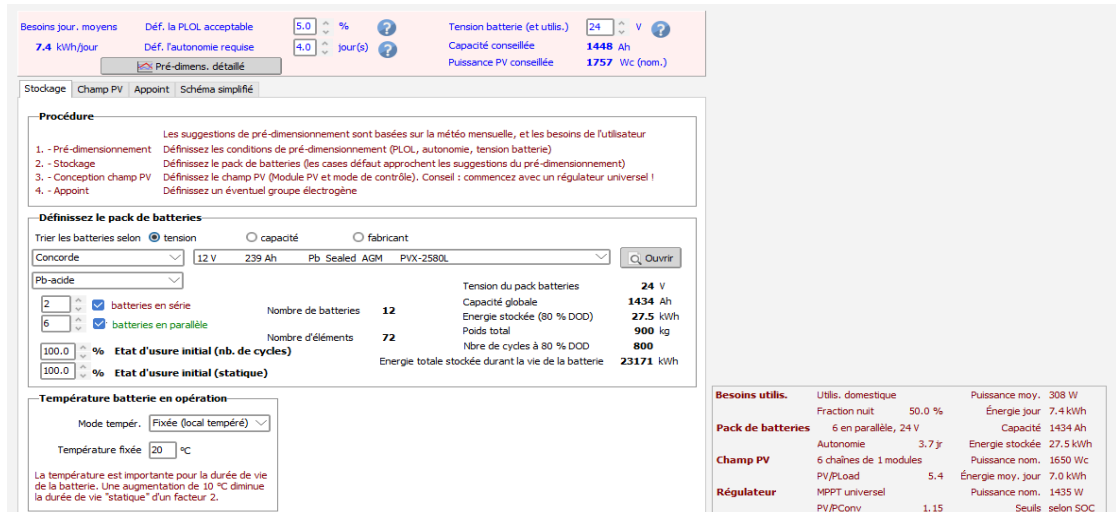 Besoins jour. moyens Déf. la PLOL acceptable 5.0 % ? Tension batterie (et utilis.) 24 V ?
7.4 kWh/jour Déf. l'autonomie requise 4.0 jour(s) ? Capacité conseillée 1448 Ah
Pré-dimens. détaillé Puissance PV conseillée 1757 Wc (nom.)
Stockage Champ PV Appoint Schéma simplifié
Procédure
Les suggestions de pré-dimensionnement sont basées sur la météo mensuelle, et les besoins de l'utilisateur
1. - Pré-dimensionnement Définissez les conditions de pré-dimensionnement (PLOL, autonomie, tension batterie)
2. - Stockage Définissez le pack de batteries (les cases défaut approchent les suggestions du pré-dimensionnement)
3. - Conception champ PV Définissez le champ PV (Module PV et mode de contrôle). Conseil : commencez avec un régulateur universel !
4. - Appoint Définissez un éventuel groupe électrogène
Définissez le pack de batteries
Trier les batteries selon tension capacité fabricant
Concorde 12 V 239 Ah Pb Sealed AGM PVX-2580L Ouvrir
Pb-acide
2 batteries en série
6 batteries en parallèle
100.0 % Etat d'usure initial (nb. de cycles)
100.0 % Etat d'usure initial (statique)
Nombre de batteries 12
Nombre d'éléments 72
Tension du pack batteries 24 V
Capacité globale 1434 Ah
Energie stockée (80 % DOD) 27.5 kWh
Poids total 900 kg
Nbre de cycles à 80 % DOD 800
Energie totale stockée durant la vie de la batterie 23171 kWh
Température batterie en opération
Mode tempér. Fixée (local tempéré)
Température fixée 20 °C
La température est importante pour la durée de vie
de la batterie. Une augmentation de 10 °C diminue
la durée de vie "statique" d'un facteur 2.
Besoins utilis. Utilis. domestique Puissance moy. 308 W
Fraction nuit 50.0 % Énergie jour 7.4 kWh
Pack de batteries 6 en parallèle, 24 V Capacité 1434 Ah
Autonomie 3.7 jr Energie stockée 27.5 kWh
Champ PV 6 chaînes de 1 modules Puissance nom. 1650 Wc
PV/PLoad 5.4 Énergie moy. jour 7.0 kWh
Régulateur MPPT universel Puissance nom. 1435 W
PV/PConv 1.15 Seuils selon SOC